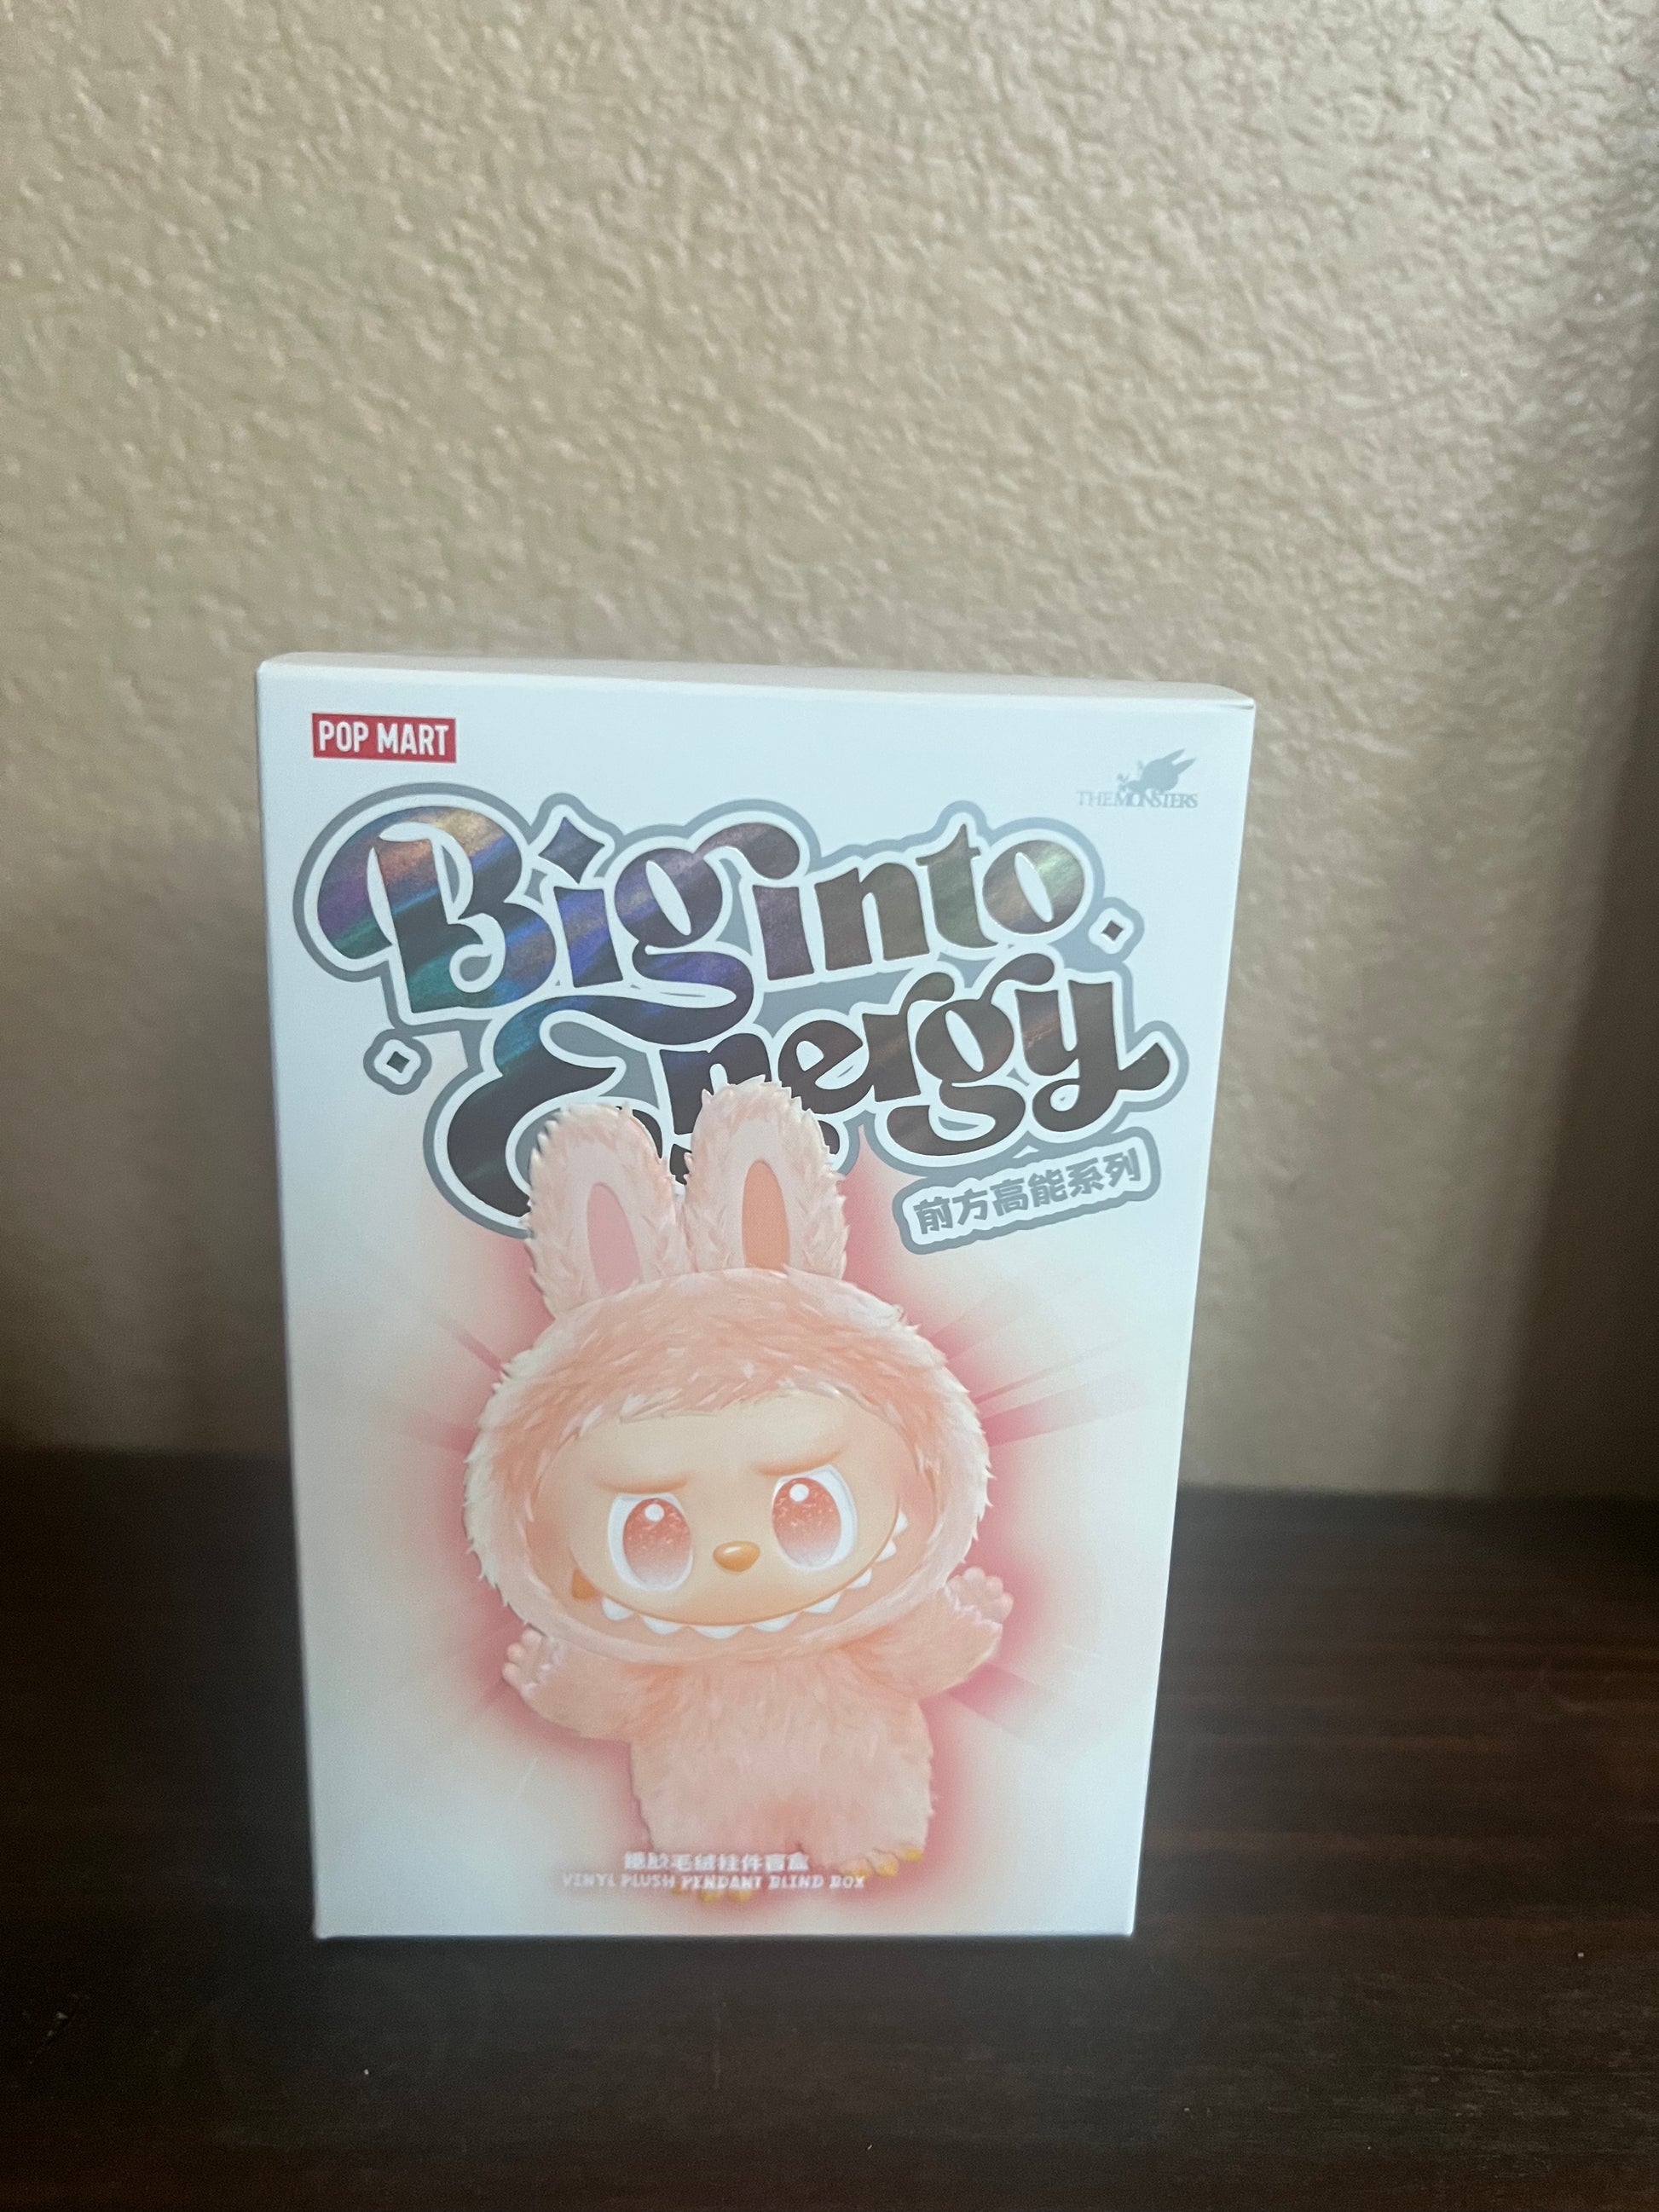 POP MART
THE MONSTERS
Big into
Energy
前方高能系列
搪胶毛绒挂件盲盒
VINYL PLUSH PENDANT BLIND BOX